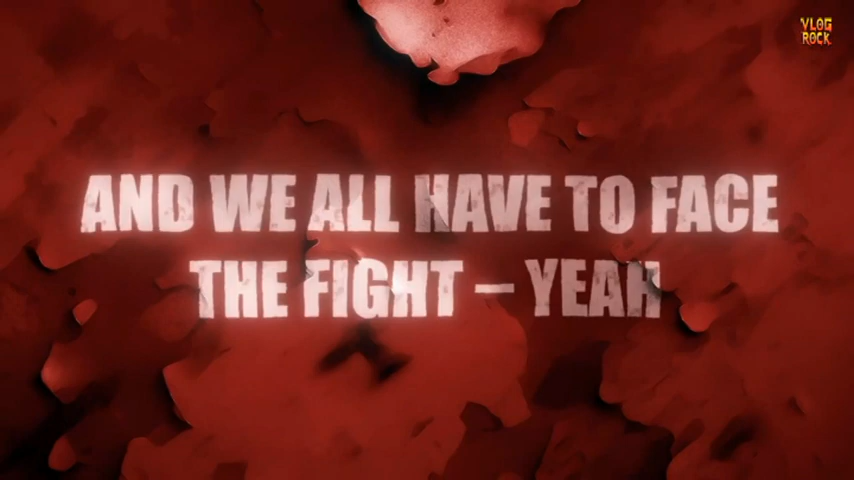 VLOG
ROCK
AND WE ALL HAVE TO FACE
THE FIGHT – YEAH